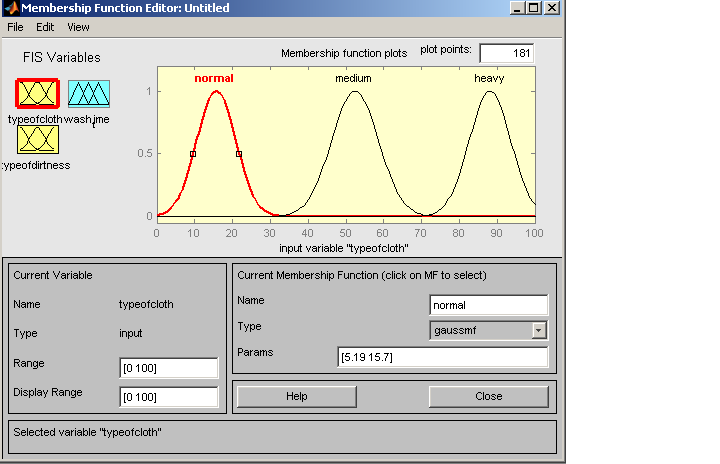 Membership Function Editor: Untitled
File Edit View
FIS Variables
Membership function plots plot points: 181
typeofcloth
typeofdirtness
normal medium heavy
1
0.5
0
0 10 20 30 40 50 60 70 80 90 100
input variable "typeofcloth"
Current Variable
Name typeofcloth
Type input
Range [0 100]
Display Range [0 100]
Current Membership Function (click on MF to select)
Name normal
Type gaussmf
Params [5.19 15.7]
Help Close
Selected variable "typeofcloth"